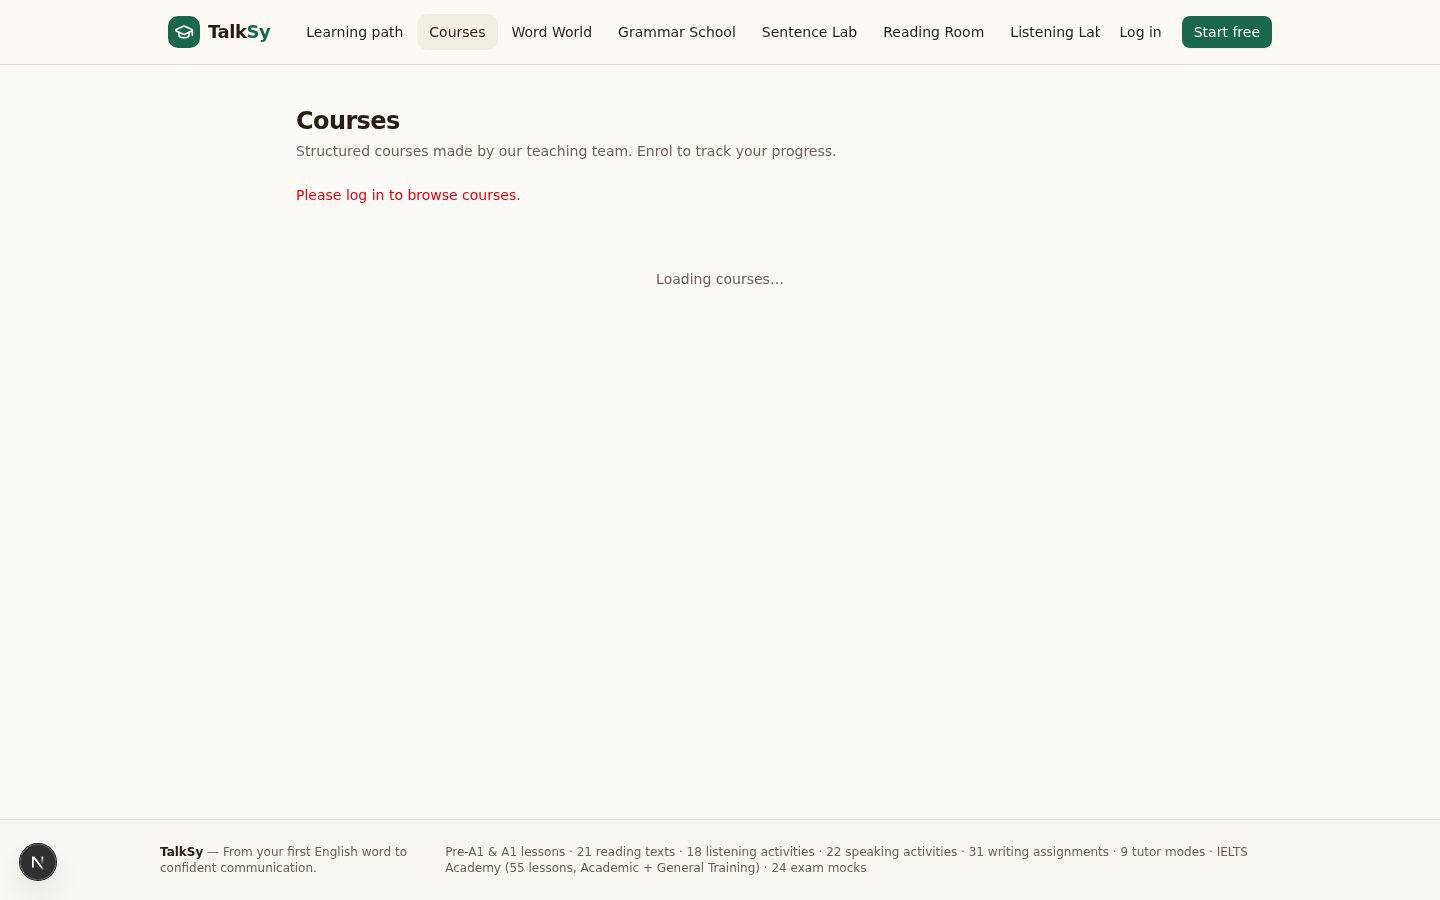 TalkSy
Learning path
Courses
Word World
Grammar School
Sentence Lab
Reading Room
Listening Lab
Log in
Start free
Courses
Structured courses made by our teaching team. Enrol to track your progress.
Please log in to browse courses.
Loading courses…
TalkSy — From your first English word to
confident communication.
Pre-A1 & A1 lessons · 21 reading texts · 18 listening activities · 22 speaking activities · 31 writing assignments · 9 tutor modes · IELTS
Academy (55 lessons, Academic + General Training) · 24 exam mocks
N